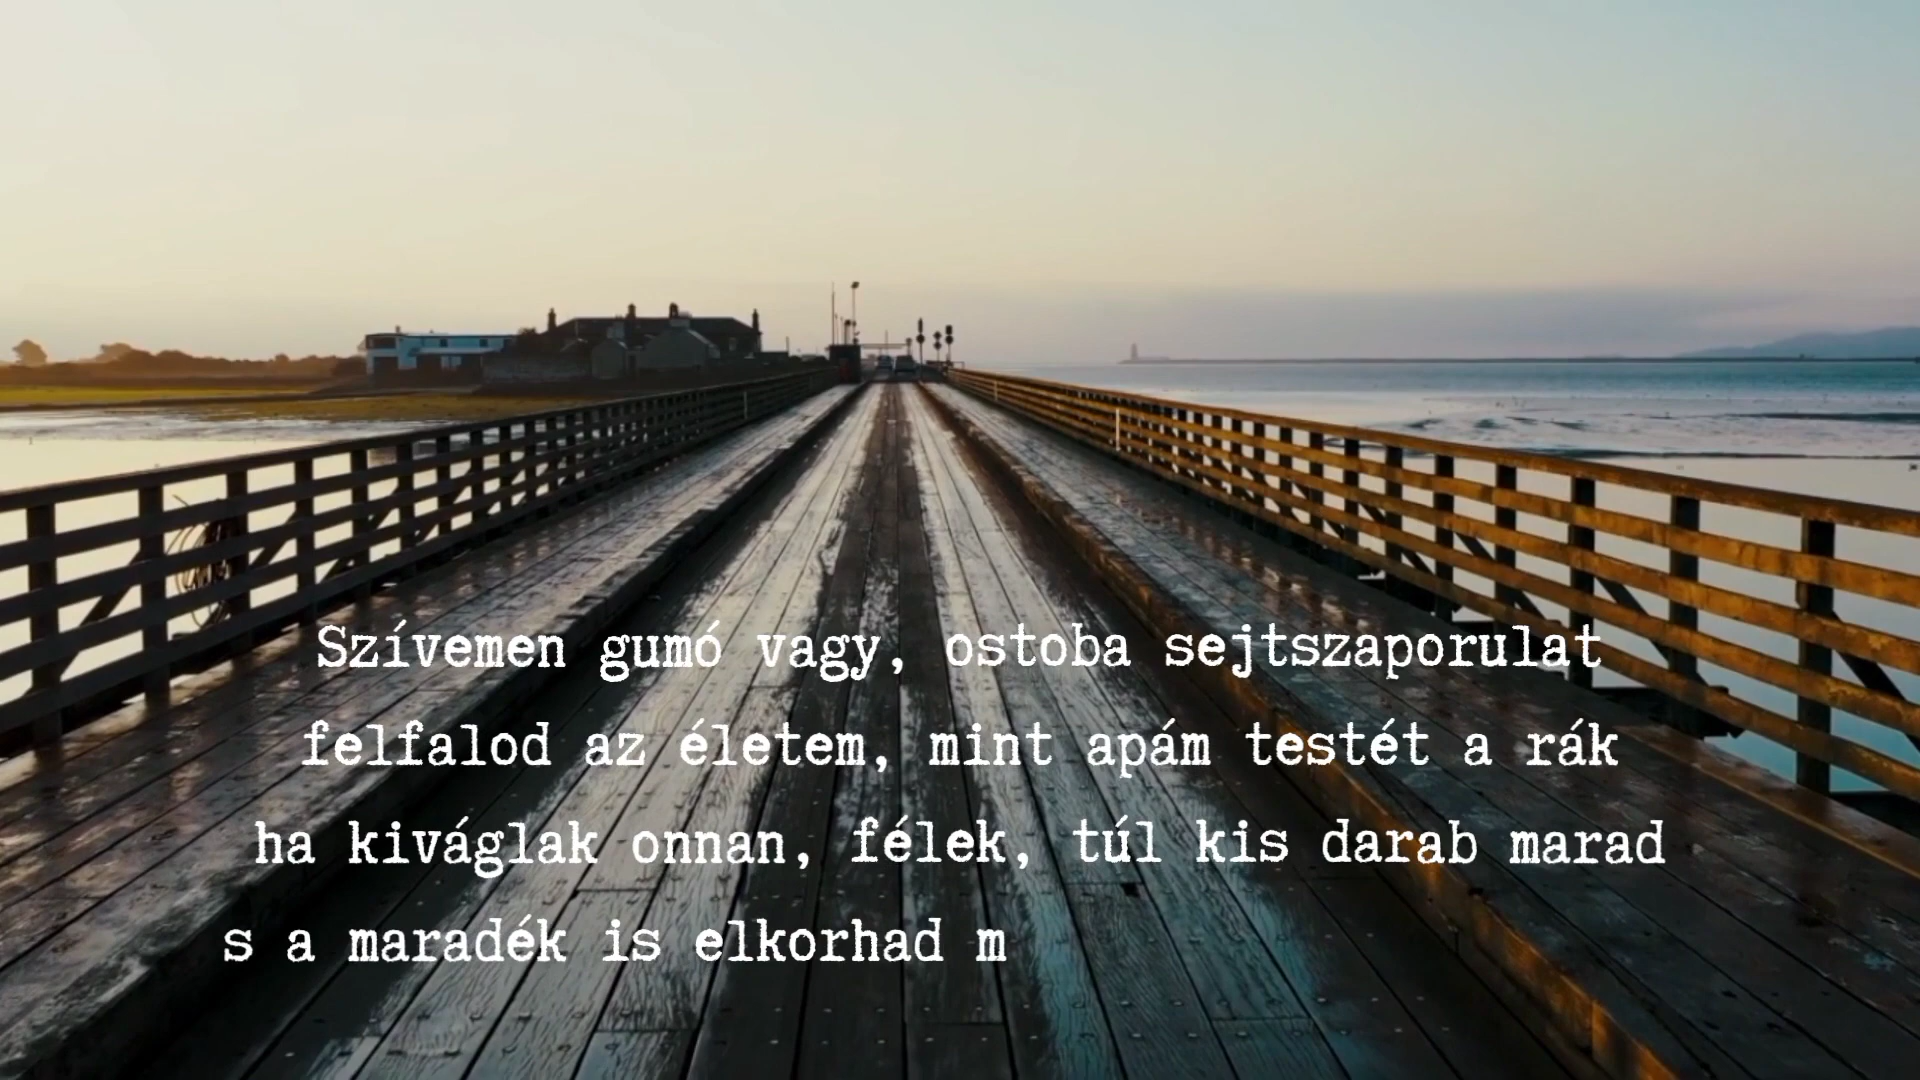 Szívemen gumó vagy, ostoba sejtszaporulat
felfalod az életem, mint apám testét a rák
ha kiváglak onnan, félek, túl kis darab marad
s a maradék is elkorhad m